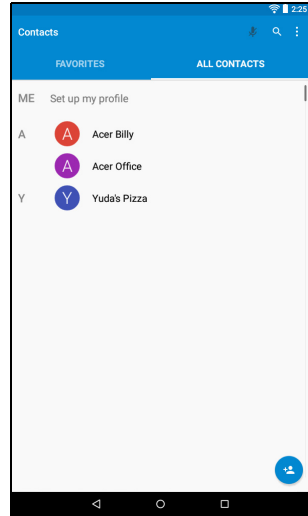 2:25
Contacts
FAVORITES ALL CONTACTS
ME Set up my profile
A A Acer Billy
A Acer Office
Y Y Yuda's Pizza